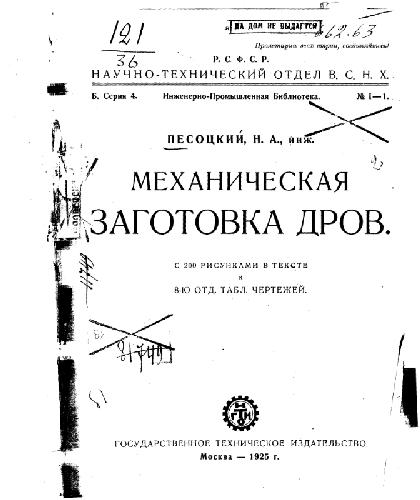 121
36
НА ДОМ НЕ ВЫДАЕТСЯ
62.63
Пролетарии всех стран, соединяйтесь!
Р. С. Ф. С. Р.
НАУЧНО-ТЕХНИЧЕСКИЙ ОТДЕЛ В. С. Н. Х.
Б. Серия 4. Инженерно-Промышленная Библиотека. № I—1.
ПЕСОЦКИЙ, Н. А., инж.
МЕХАНИЧЕСКАЯ
ЗАГОТОВКА ДРОВ.
С 200 РИСУНКАМИ В ТЕКСТЕ
И
8-Ю ОТД. ТАБЛ. ЧЕРТЕЖЕЙ.
ГОСУДАРСТВЕННОЕ ТЕХНИЧЕСКОЕ ИЗДАТЕЛЬСТВО
Москва — 1925 г.